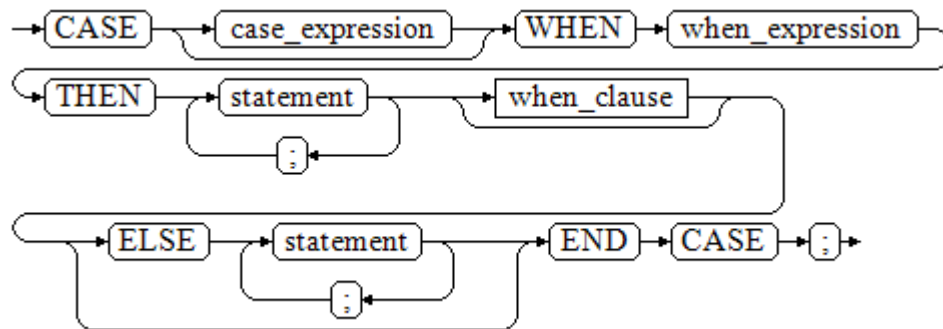 CASE case_expression WHEN when_expression
THEN statement when_clause
;
ELSE statement END CASE ;
;